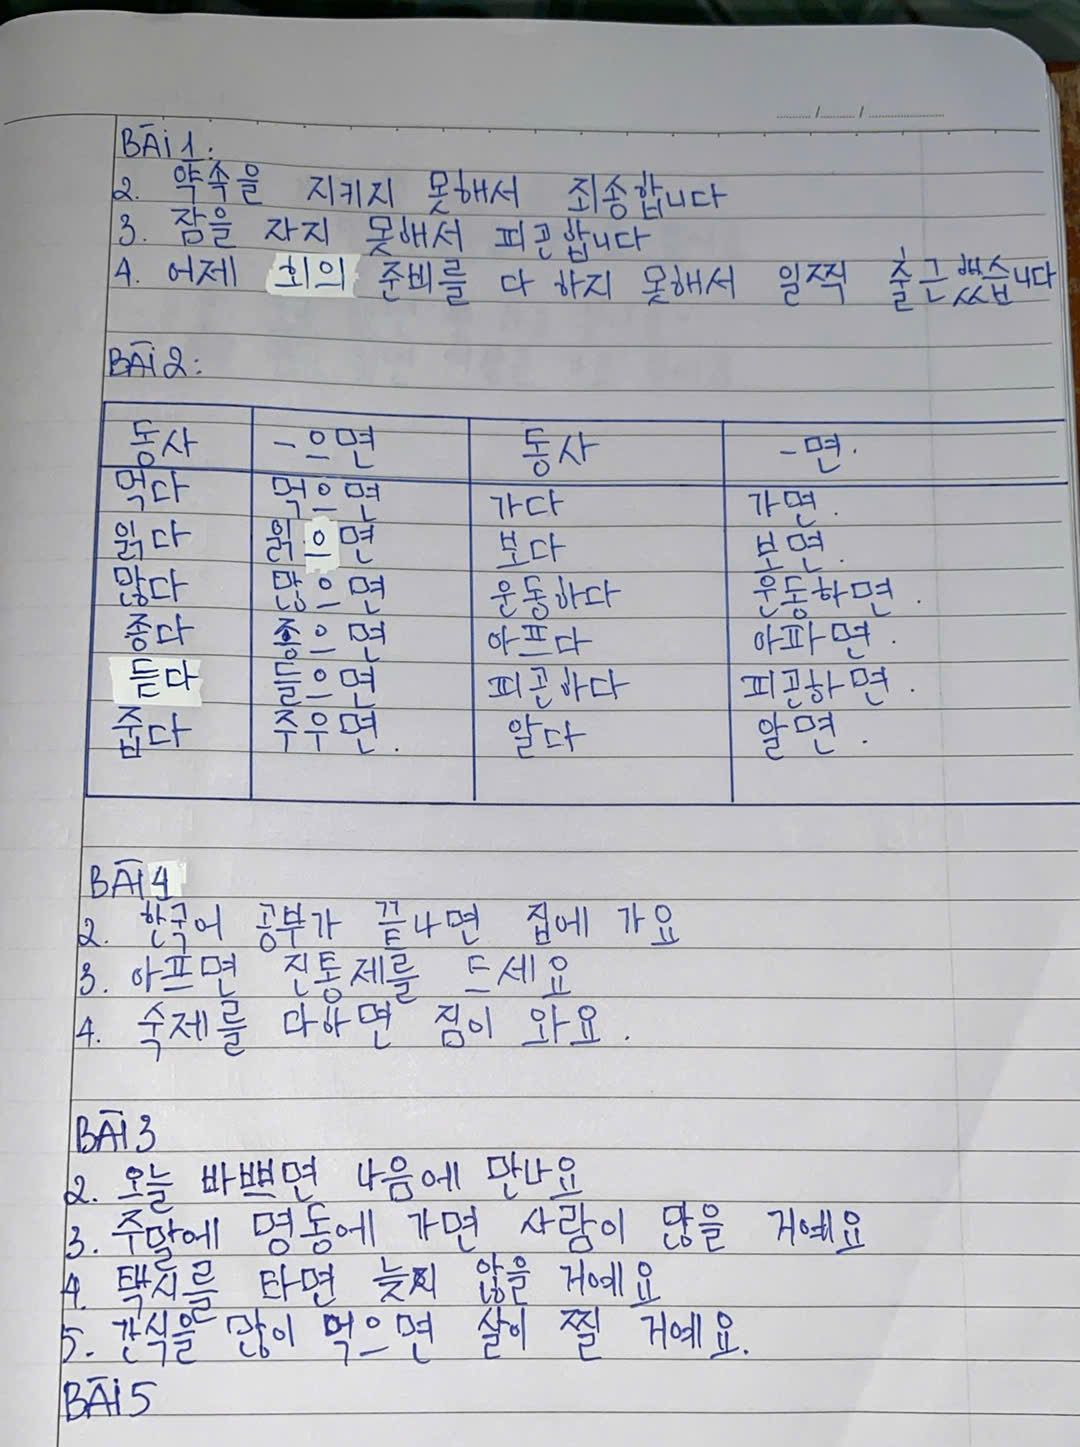 BÀI 1:
2. 약속을 지키지 못해서 죄송합니다
3. 잠을 자지 못해서 피곤합니다
4. 어제 회의 준비를 다 하지 못해서 일찍 출근했습니다
BÀI 2:
동사 -으면 동사 -면.
먹다 먹으면 가다 가면.
읽다 읽으면 보다 보면.
많다 많으면 운동하다 운동하면.
좋다 좋으면 아프다 아파면.
듣다 들으면 피곤하다 피곤하면.
줍다 주우면. 알다 알면.
BÀI 4
2. 한국어 공부가 끝나면 집에 가요
3. 아프면 진통제를 드세요
4. 숙제를 다하면 짐이 와요.
BÀI 3
2. 오늘 바쁘면 나음에 만나요
3. 주말에 명동에 가면 사람이 많을 거예요
4. 택시를 타면 늦지 않을 거예요
5. 간식을 많이 먹으면 살이 찔 거예요.
BÀI 5